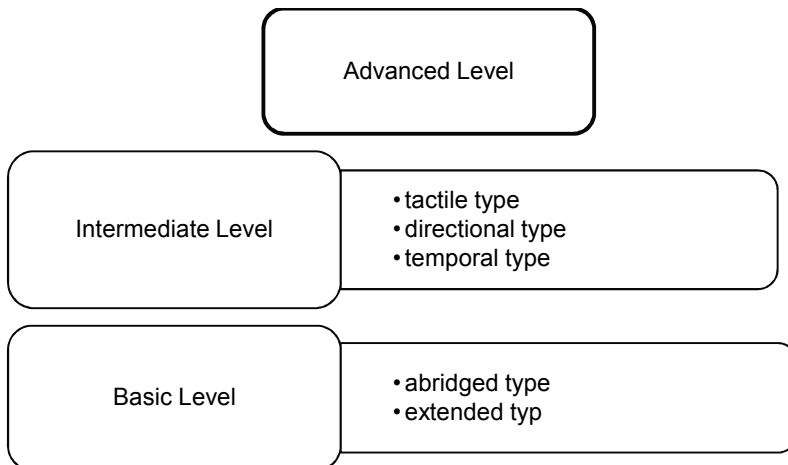 Advanced Level
Intermediate Level
• tactile type
• directional type
• temporal type
Basic Level
• abridged type
• extended typ